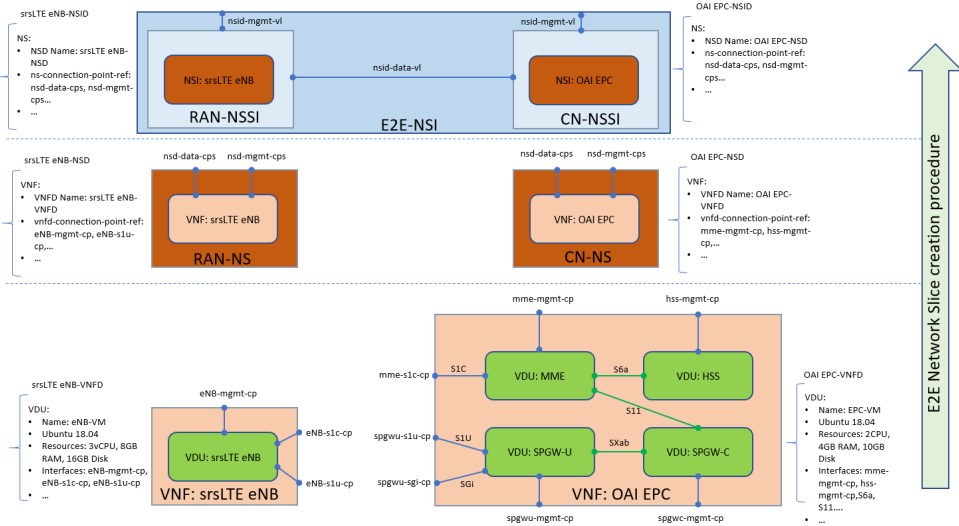 srsLTE eNB-NSID
NS:
• NSD Name: srsLTE eNB-
NSD
• ns-connection-point-ref:
nsd-data-cps, nsd-mgmt-
cps...
• ...
nsid-mgmt-vl
nsid-mgmt-vl
NSI: srsLTE eNB
nsid-data-vl
NSI: OAI EPC
RAN-NSSI
E2E-NSI
CN-NSSI
OAI EPC-NSID
NS:
• NSD Name: OAI EPC-NSD
• ns-connection-point-ref:
nsd-data-cps, nsd-mgmt-
cps...
• ...
srsLTE eNB-NSD
VNF:
• VNFD Name: srsLTE eNB-
VNFD
• vnfd-connection-point-ref:
eNB-mgmt-cp, eNB-s1u-
cp,...
• ...
nsd-data-cps
nsd-mgmt-cps
VNF: srsLTE eNB
RAN-NS
nsd-data-cps
nsd-mgmt-cps
VNF: OAI EPC
CN-NS
OAI EPC-NSD
VNF:
• VNFD Name: OAI EPC-
VNFD
• vnfd-connection-point-ref:
mme-mgmt-cp, hss-mgmt-
cp,...
• ...
srsLTE eNB-VNFD
VDU:
• Name: eNB-VM
• Ubuntu 18.04
• Resources: 3vCPU, 8GB
RAM, 16GB Disk
• Interfaces: eNB-mgmt-cp,
eNB-s1c-cp, eNB-s1u-cp
• ...
eNB-mgmt-cp
VDU: srsLTE eNB
eNB-s1c-cp
eNB-s1u-cp
VNF: srsLTE eNB
mme-mgmt-cp
hss-mgmt-cp
mme-s1c-cp
S1C
VDU: MME
S6a
VDU: HSS
S11
spgwu-s1u-cp
S1U
VDU: SPGW-U
SXab
VDU: SPGW-C
spgwu-sgi-cp
SGi
VNF: OAI EPC
spgwu-mgmt-cp
spgwc-mgmt-cp
OAI EPC-VNFD
VDU:
• Name: EPC-VM
• Ubuntu 18.04
• Resources: 2CPU,
4GB RAM, 10GB
Disk
• Interfaces: mme-
mgmt-cp, hss-
mgmt-cp,S6a,
S11....
• ...
E2E Network Slice creation procedure